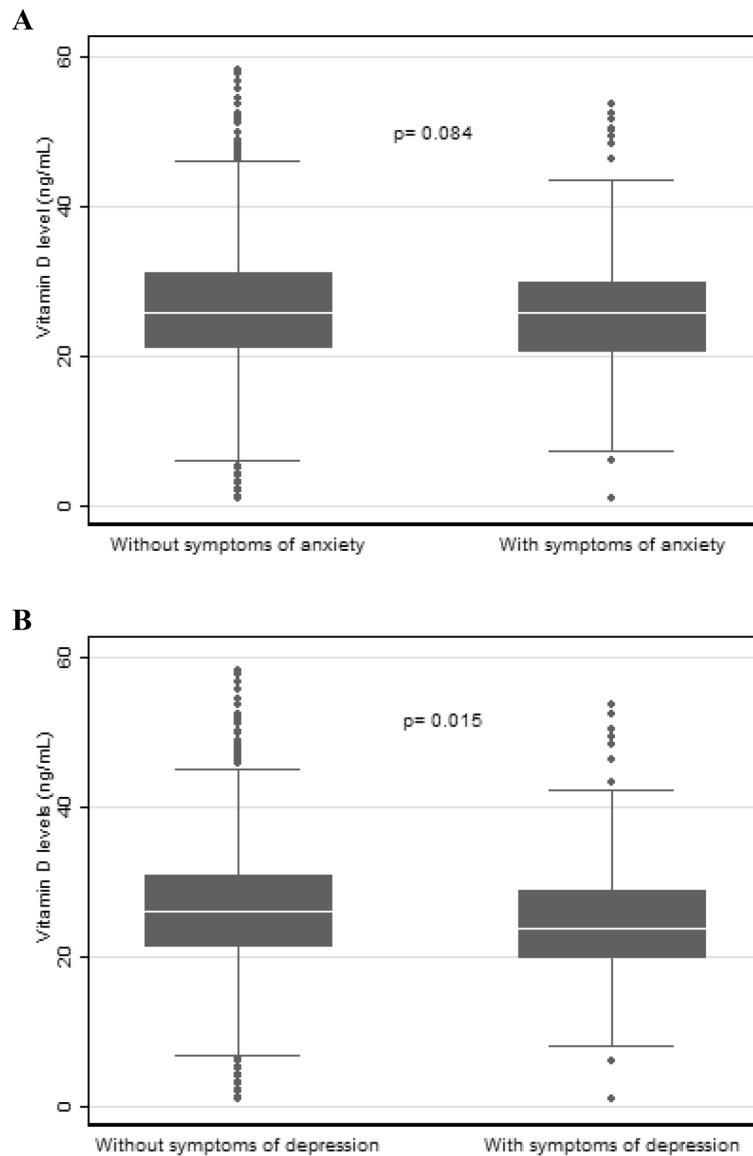 A
Vitamin D level (ng/mL)
60
40
20
0
p= 0.084
Without symptoms of anxiety
With symptoms of anxiety
B
Vitamin D levels (ng/mL)
60
40
20
0
p= 0.015
Without symptoms of depression
With symptoms of depression